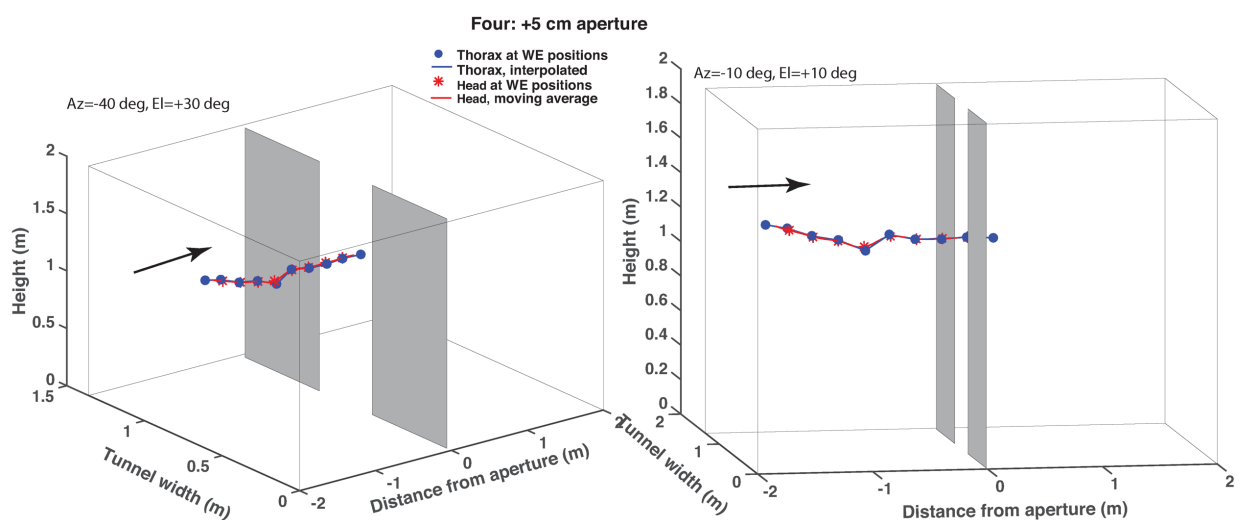 Four: +5 cm aperture
Thorax at WE positions
Thorax, interpolated
Head at WE positions
Head, moving average
Az=-40 deg, El=+30 deg
2
1.5
1
0.5
0
Height (m)
1.5
1
0.5
0
Tunnel width (m)
-2
-1
0
1
2
Distance from aperture (m)
Az=-10 deg, El=+10 deg
2
1.8
1.6
1.4
1.2
1
0.8
0.6
0.4
0.2
0
Height (m)
2
1
0
Tunnel width (m)
-2
-1
0
1
2
Distance from aperture (m)